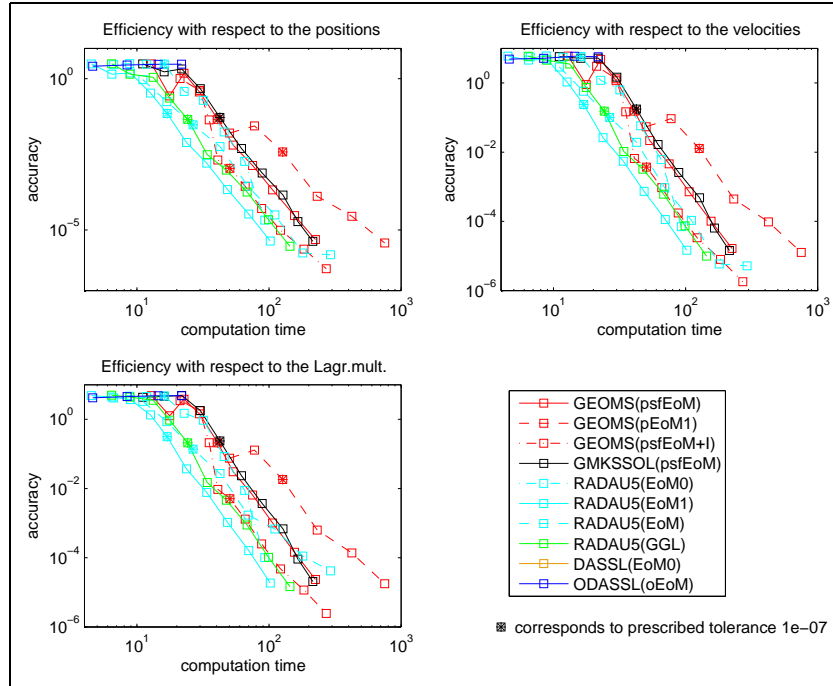 Efficiency with respect to the positions
10^0
10^−5
accuracy
10^1
10^2
10^3
computation time
Efficiency with respect to the velocities
10^0
10^−2
10^−4
10^−6
accuracy
10^1
10^2
10^3
computation time
Efficiency with respect to the Lagr.mult.
10^0
10^−2
10^−4
10^−6
accuracy
10^1
10^2
10^3
computation time
GEOMS(psfEoM)
GEOMS(pEoM1)
GEOMS(psfEoM+I)
GMKSSOL(psfEoM)
RADAU5(EoM0)
RADAU5(EoM1)
RADAU5(EoM)
RADAU5(GGL)
DASSL(EoM0)
ODASSL(oEoM)
corresponds to prescribed tolerance 1e−07